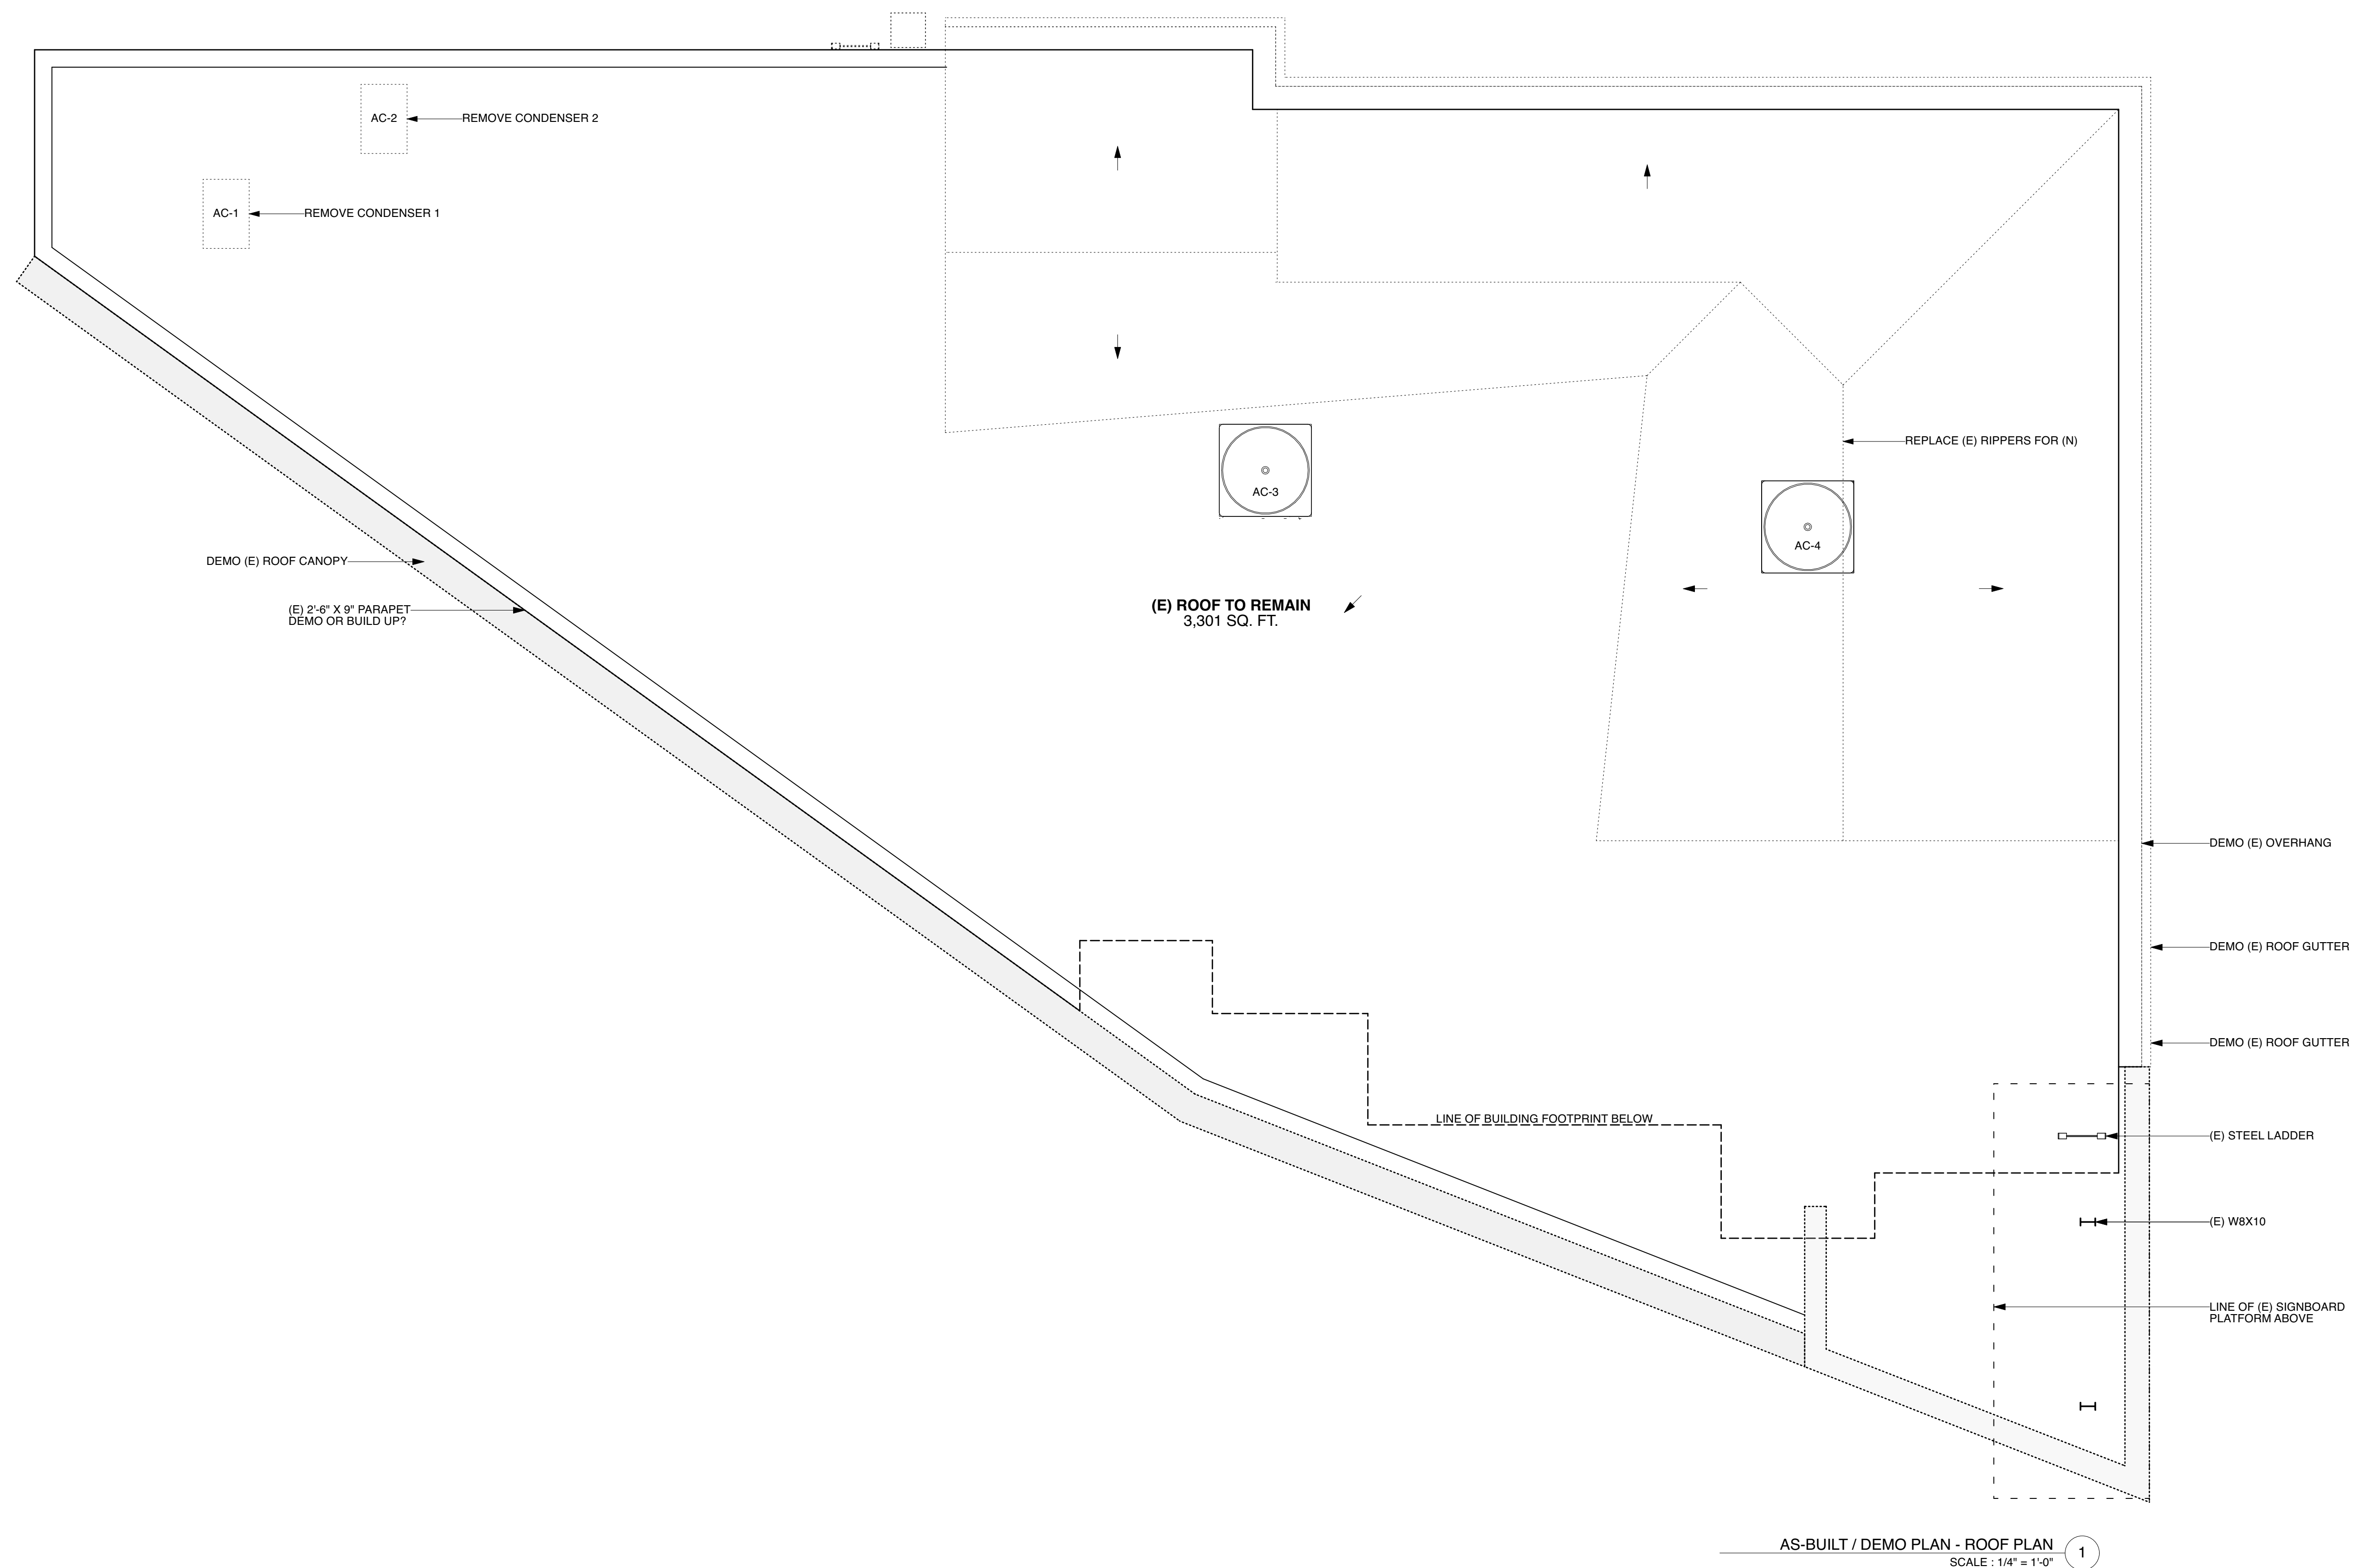 AC-2
REMOVE CONDENSER 2
AC-1
REMOVE CONDENSER 1
REPLACE (E) RIPPERS FOR (N)
AC-3
AC-4
DEMO (E) ROOF CANOPY
(E) 2'-6" X 9" PARAPET
DEMO OR BUILD UP?
(E) ROOF TO REMAIN
3,301 SQ. FT.
DEMO (E) OVERHANG
DEMO (E) ROOF GUTTER
DEMO (E) ROOF GUTTER
LINE OF BUILDING FOOTPRINT BELOW
(E) STEEL LADDER
(E) W8X10
LINE OF (E) SIGNBOARD
PLATFORM ABOVE
AS-BUILT / DEMO PLAN - ROOF PLAN
1
SCALE : 1/4" = 1'-0"